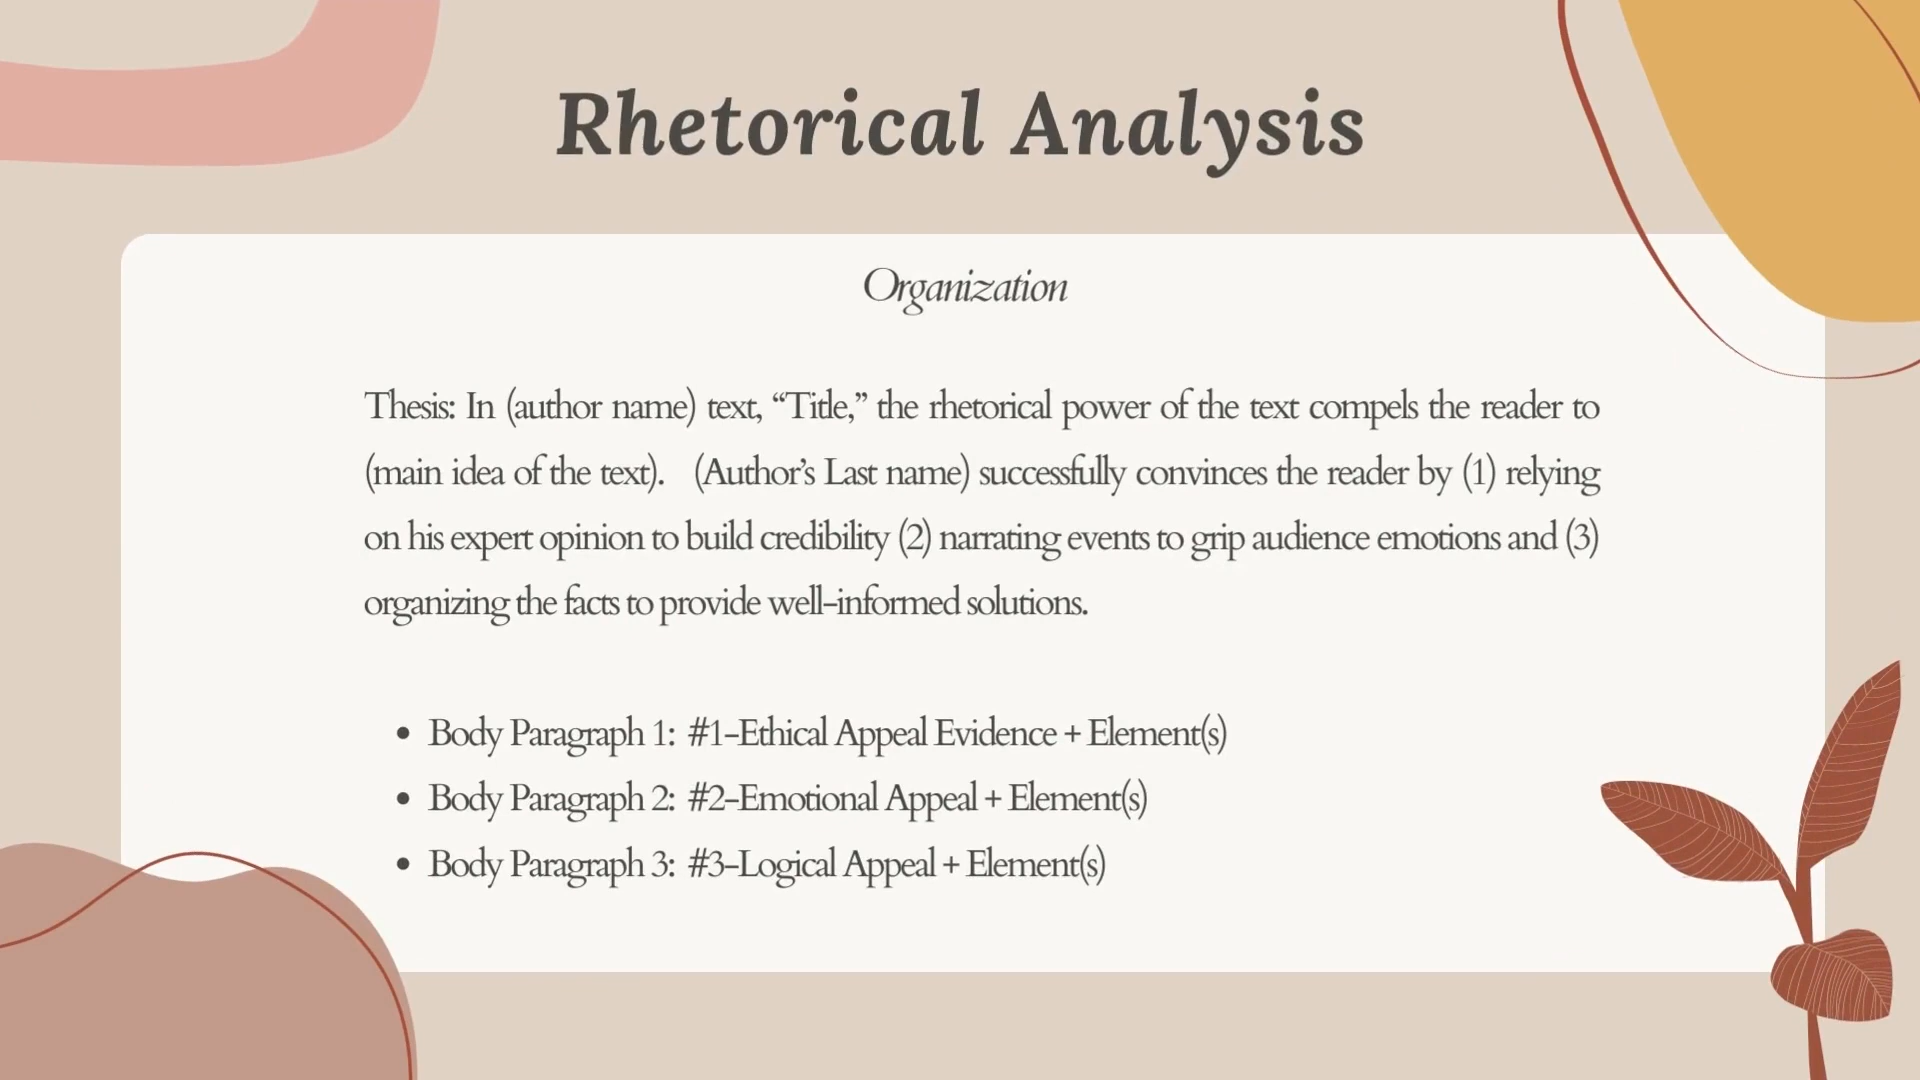 Rhetorical Analysis
Organization
Thesis: In (author name) text, “Title,” the rhetorical power of the text compels the reader to
(main idea of the text).   (Author’s Last name) successfully convinces the reader by (1) relying
on his expert opinion to build credibility (2) narrating events to grip audience emotions and (3)
organizing the facts to provide well-informed solutions.
• Body Paragraph 1:  #1-Ethical Appeal Evidence + Element(s)
• Body Paragraph 2:  #2-Emotional Appeal + Element(s)
• Body Paragraph 3:  #3-Logical Appeal + Element(s)